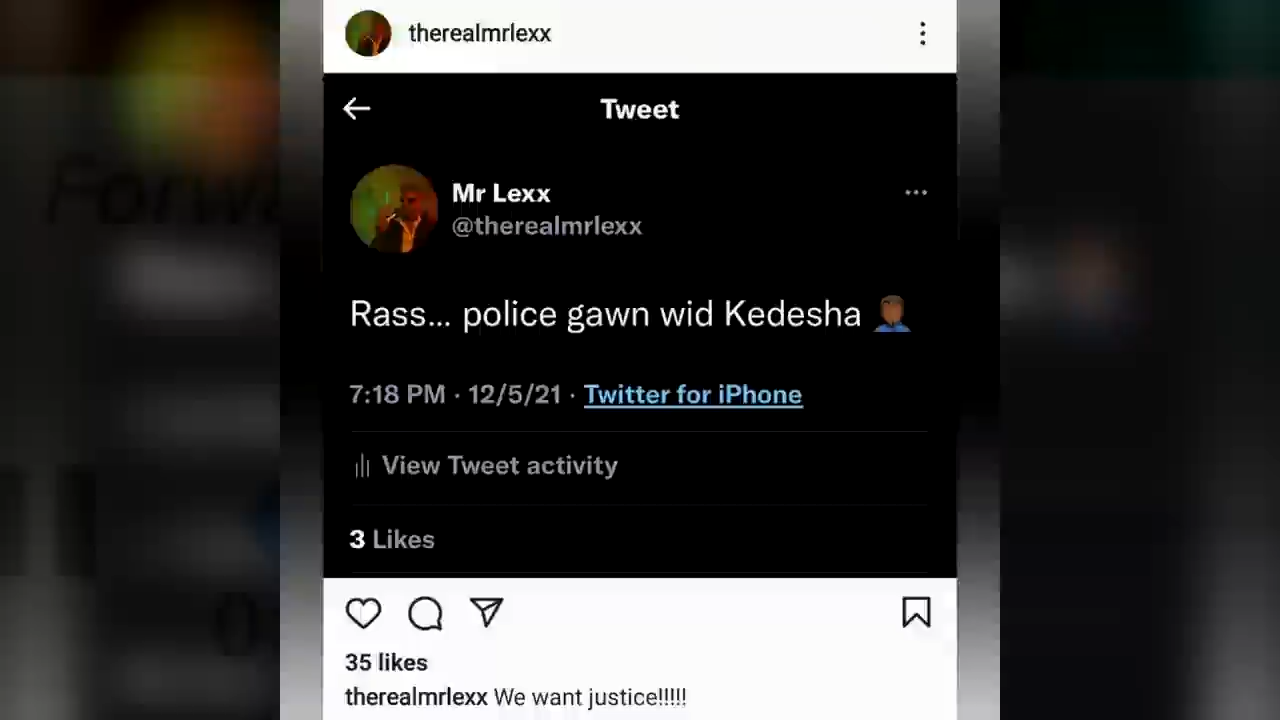 therealmrlexx
Tweet
Mr Lexx
@therealmrlexx
Rass... police gawn wid Kedesha 🤦🏾‍♂️
7:18 PM · 12/5/21 · Twitter for iPhone
View Tweet activity
3 Likes
35 likes
therealmrlexx We want justice!!!!!